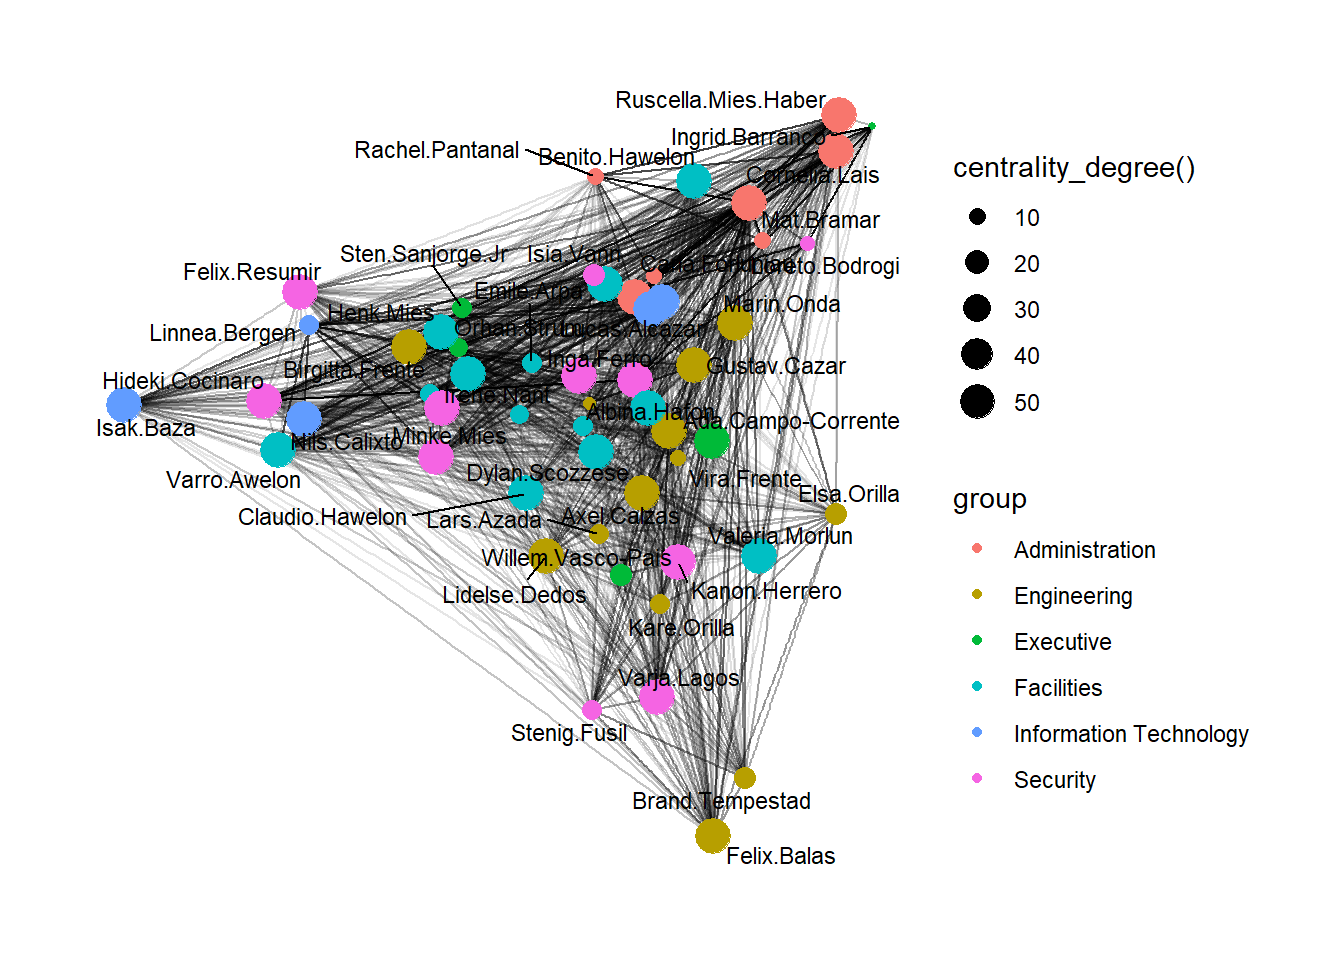 Ruscella.Mies.Haber
Ingrid.Barranco
Rachel.Pantanal
Benito.Hawelon
Cornelia.Lais
Mat.Bramar
Sten.Sanjorge.Jr
Isia.Vann
Loreto.Bodrogi
Felix.Resumir
Emile.Arbo
Marin.Onda
Henk.Mies
Linnea.Bergen
Lucas.Alcazar
Inga.Ferro
Gustav.Cazar
Birgitta.Frente
Hideki.Cocinaro
Irene.Nant
Isak.Baza
Albina.Hafon
Ada.Campo-Corrente
Nils.Calixto
Minke.Mies
Varro.Awelon
Dylan.Scozzese
Vira.Frente
Elsa.Orilla
Claudio.Hawelon
Lars.Azada
Axel.Calzas
Valeria.Morlun
Willem.Vasco-Pais
Lidelse.Dedos
Kanon.Herrero
Kare.Orilla
Varja.Lagos
Stenig.Fusil
Brand.Tempestad
Felix.Balas
centrality_degree()
10
20
30
40
50
group
Administration
Engineering
Executive
Facilities
Information Technology
Security